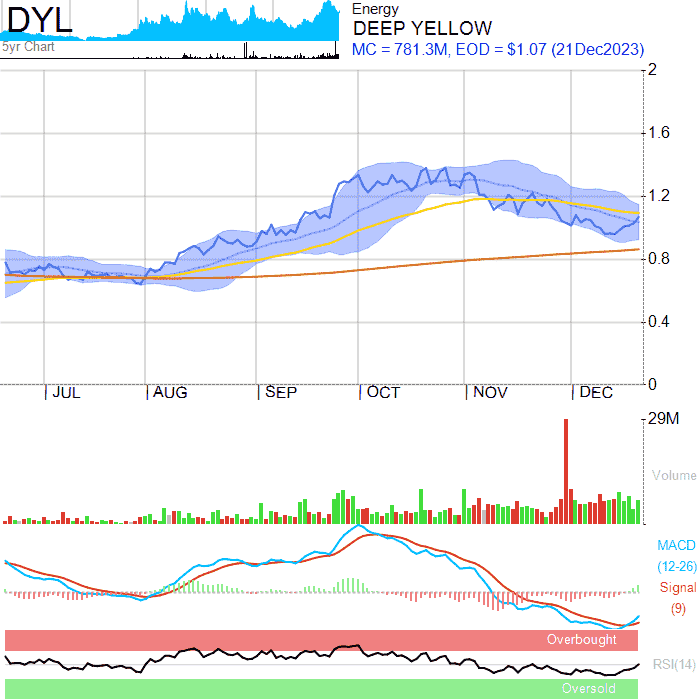 DYL
5yr Chart
Energy
DEEP YELLOW
MC = 781.3M, EOD = $1.07 (21Dec2023)
2
1.6
1.2
0.8
0.4
0
JUL AUG SEP OCT NOV DEC
29M
Volume
MACD
(12-26)
Signal
(9)
Overbought
RSI(14)
Oversold